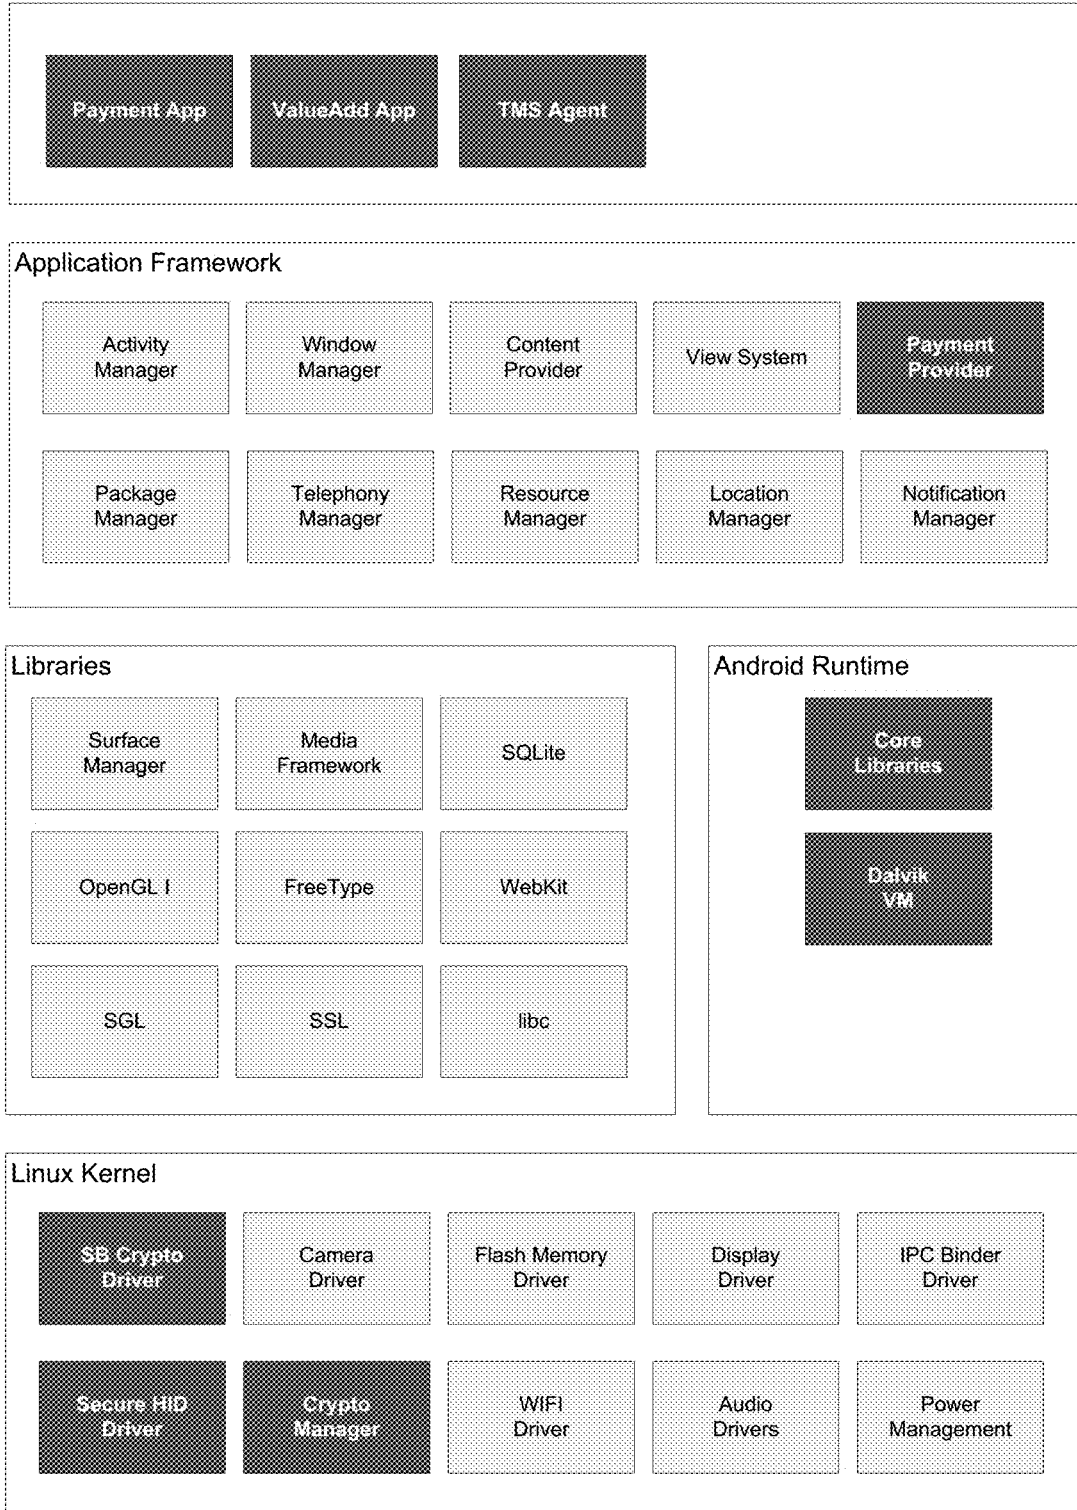 Payment App
ValueAdd App
TMS Agent
Application Framework
Activity
Manager
Window
Manager
Content
Provider
View System
Payment
Provider
Package
Manager
Telephony
Manager
Resource
Manager
Location
Manager
Notification
Manager
Libraries
Surface
Manager
Media
Framework
SQLite
OpenGL I
FreeType
WebKit
SGL
SSL
libc
Android Runtime
Core
Libraries
Dalvik
VM
Linux Kernel
SB Crypto
Driver
Camera
Driver
Flash Memory
Driver
Display
Driver
IPC Binder
Driver
Secure HID
Driver
Crypto
Manager
WIFI
Driver
Audio
Drivers
Power
Management